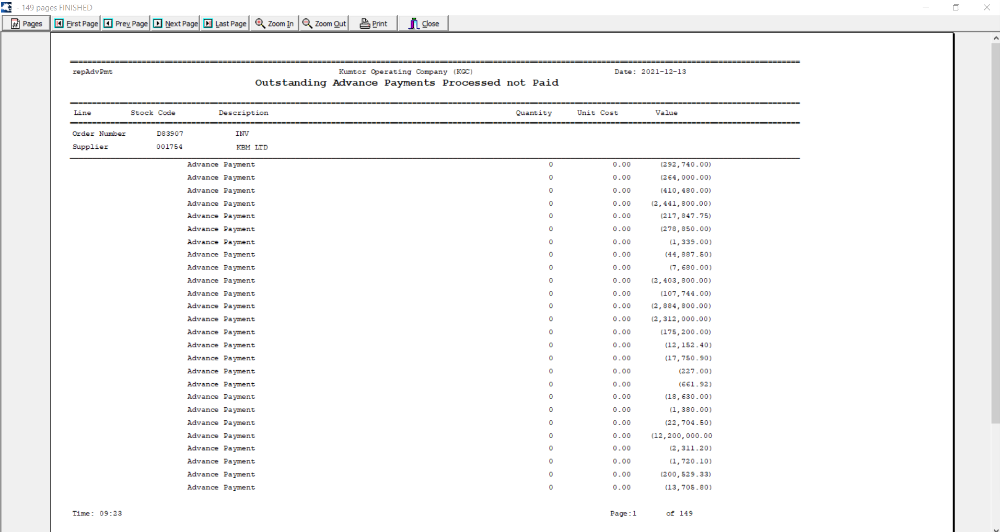 - 149 pages FINISHED
Pages First Page Prev Page Next Page Last Page Zoom In Zoom Out Print Close
repAdvPmt Kumtor Operating Company (KGC) Date: 2021-12-13
Outstanding Advance Payments Processed not Paid
Line Stock Code Description Quantity Unit Cost Value
Order Number D83907 INV
Supplier 001754 KBM LTD
Advance Payment 0 0.00 (292,740.00)
Advance Payment 0 0.00 (264,000.00)
Advance Payment 0 0.00 (410,480.00)
Advance Payment 0 0.00 (2,441,800.00)
Advance Payment 0 0.00 (217,847.75)
Advance Payment 0 0.00 (278,850.00)
Advance Payment 0 0.00 (1,339.00)
Advance Payment 0 0.00 (44,887.50)
Advance Payment 0 0.00 (7,680.00)
Advance Payment 0 0.00 (2,403,800.00)
Advance Payment 0 0.00 (107,744.00)
Advance Payment 0 0.00 (2,884,800.00)
Advance Payment 0 0.00 (2,312,000.00)
Advance Payment 0 0.00 (175,200.00)
Advance Payment 0 0.00 (12,152.40)
Advance Payment 0 0.00 (17,750.90)
Advance Payment 0 0.00 (227.00)
Advance Payment 0 0.00 (661.92)
Advance Payment 0 0.00 (18,630.00)
Advance Payment 0 0.00 (1,380.00)
Advance Payment 0 0.00 (22,704.50)
Advance Payment 0 0.00 (12,200,000.00
Advance Payment 0 0.00 (2,311.20)
Advance Payment 0 0.00 (1,720.10)
Advance Payment 0 0.00 (200,529.33)
Advance Payment 0 0.00 (13,705.80)
Time: 09:23 Page:1 of 149